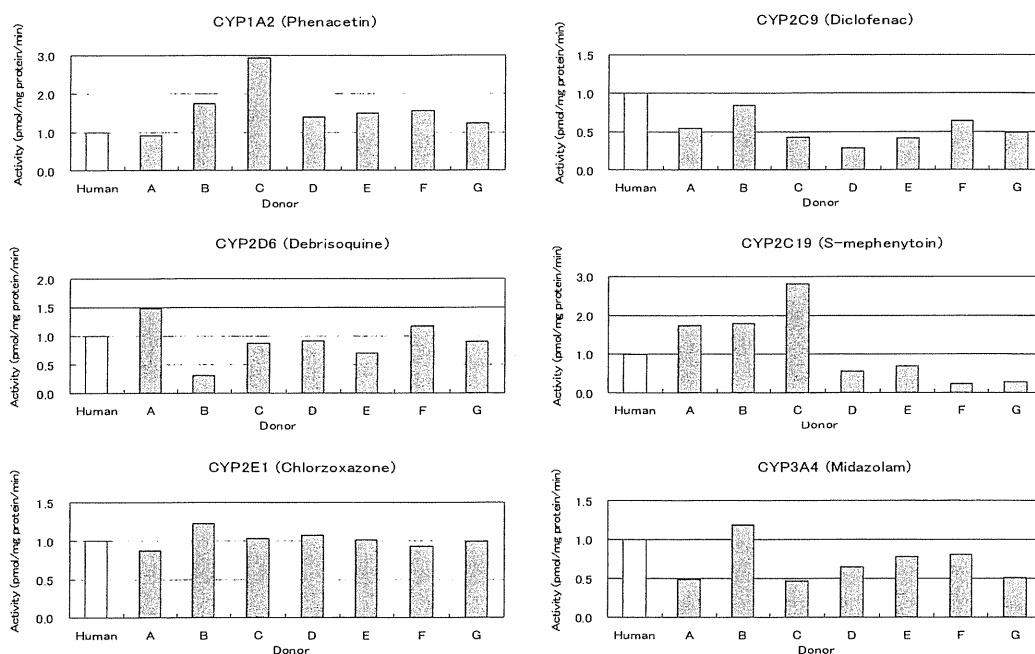 CYP1A2 (Phenacetin)
Activity (pmol/mg protein/min)
3.0
2.0
1.0
0.0
Human A B C D E F G
Donor
CYP2C9 (Diclofenac)
Activity (pmol/mg protein/min)
1.5
1.0
0.5
0.0
Human A B C D E F G
Donor
CYP2D6 (Debrisoquine)
Activity (pmol/mg protein/min)
2.0
1.5
1.0
0.5
0.0
Human A B C D E F G
Donor
CYP2C19 (S-mephenytoin)
Activity (pmol/mg protein/min)
3.0
2.0
1.0
0.0
Human A B C D E F G
Donor
CYP2E1 (Chlorzoxazone)
Activity (pmol/mg protein/min)
1.5
1.0
0.5
0.0
Human A B C D E F G
Donor
CYP3A4 (Midazolam)
Activity (pmol/mg protein/min)
1.5
1.0
0.5
0.0
Human A B C D E F G
Donor